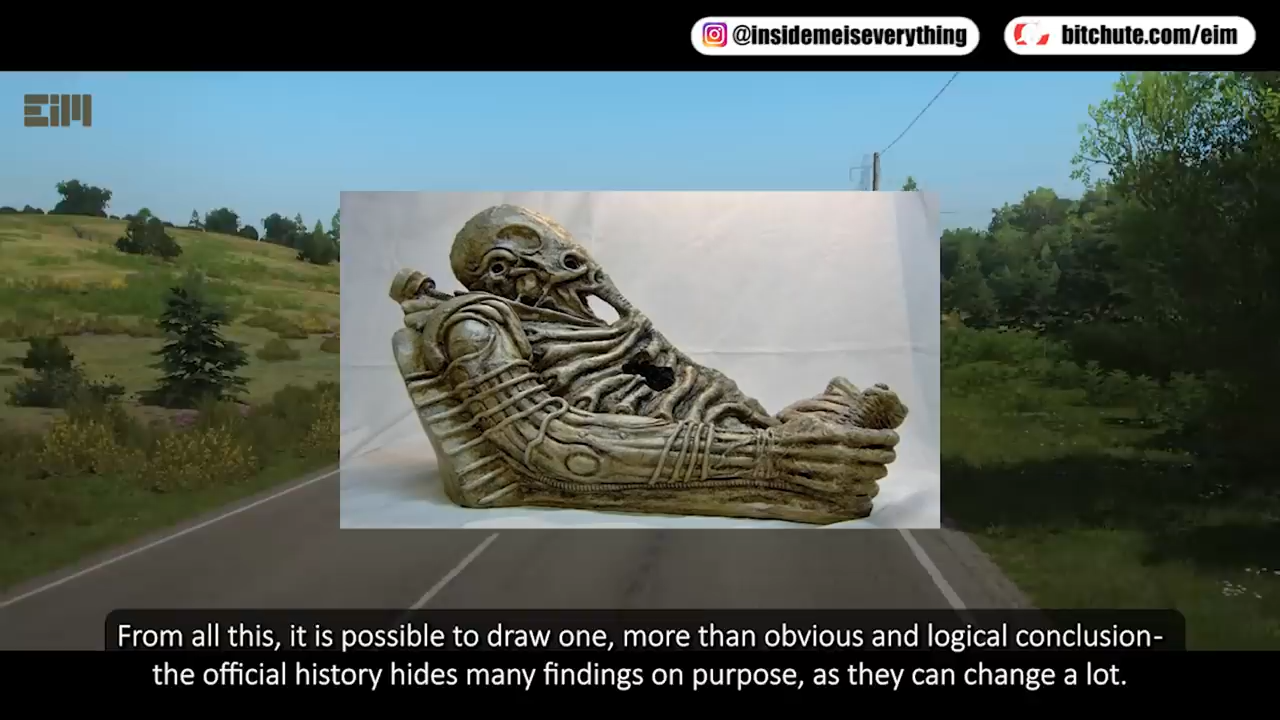 @insidemeiseverything
bitchute.com/eim
EiM
From all this, it is possible to draw one, more than obvious and logical conclusion-
the official history hides many findings on purpose, as they can change a lot.